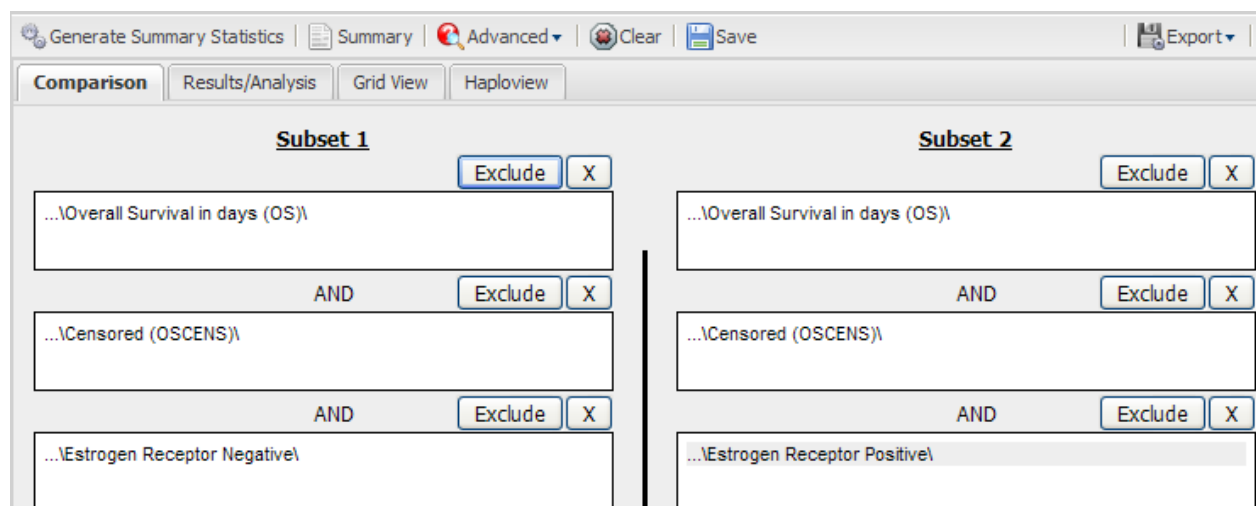 Generate Summary Statistics Summary Advanced Clear Save Export
Comparison Results/Analysis Grid View Haploview
Subset 1 Subset 2
Exclude X Exclude X
...\Overall Survival in days (OS)\ ...\Overall Survival in days (OS)\
AND Exclude X AND Exclude X
...\Censored (OSCENS)\ ...\Censored (OSCENS)\
AND Exclude X AND Exclude X
...\Estrogen Receptor Negative\ ...\Estrogen Receptor Positive\